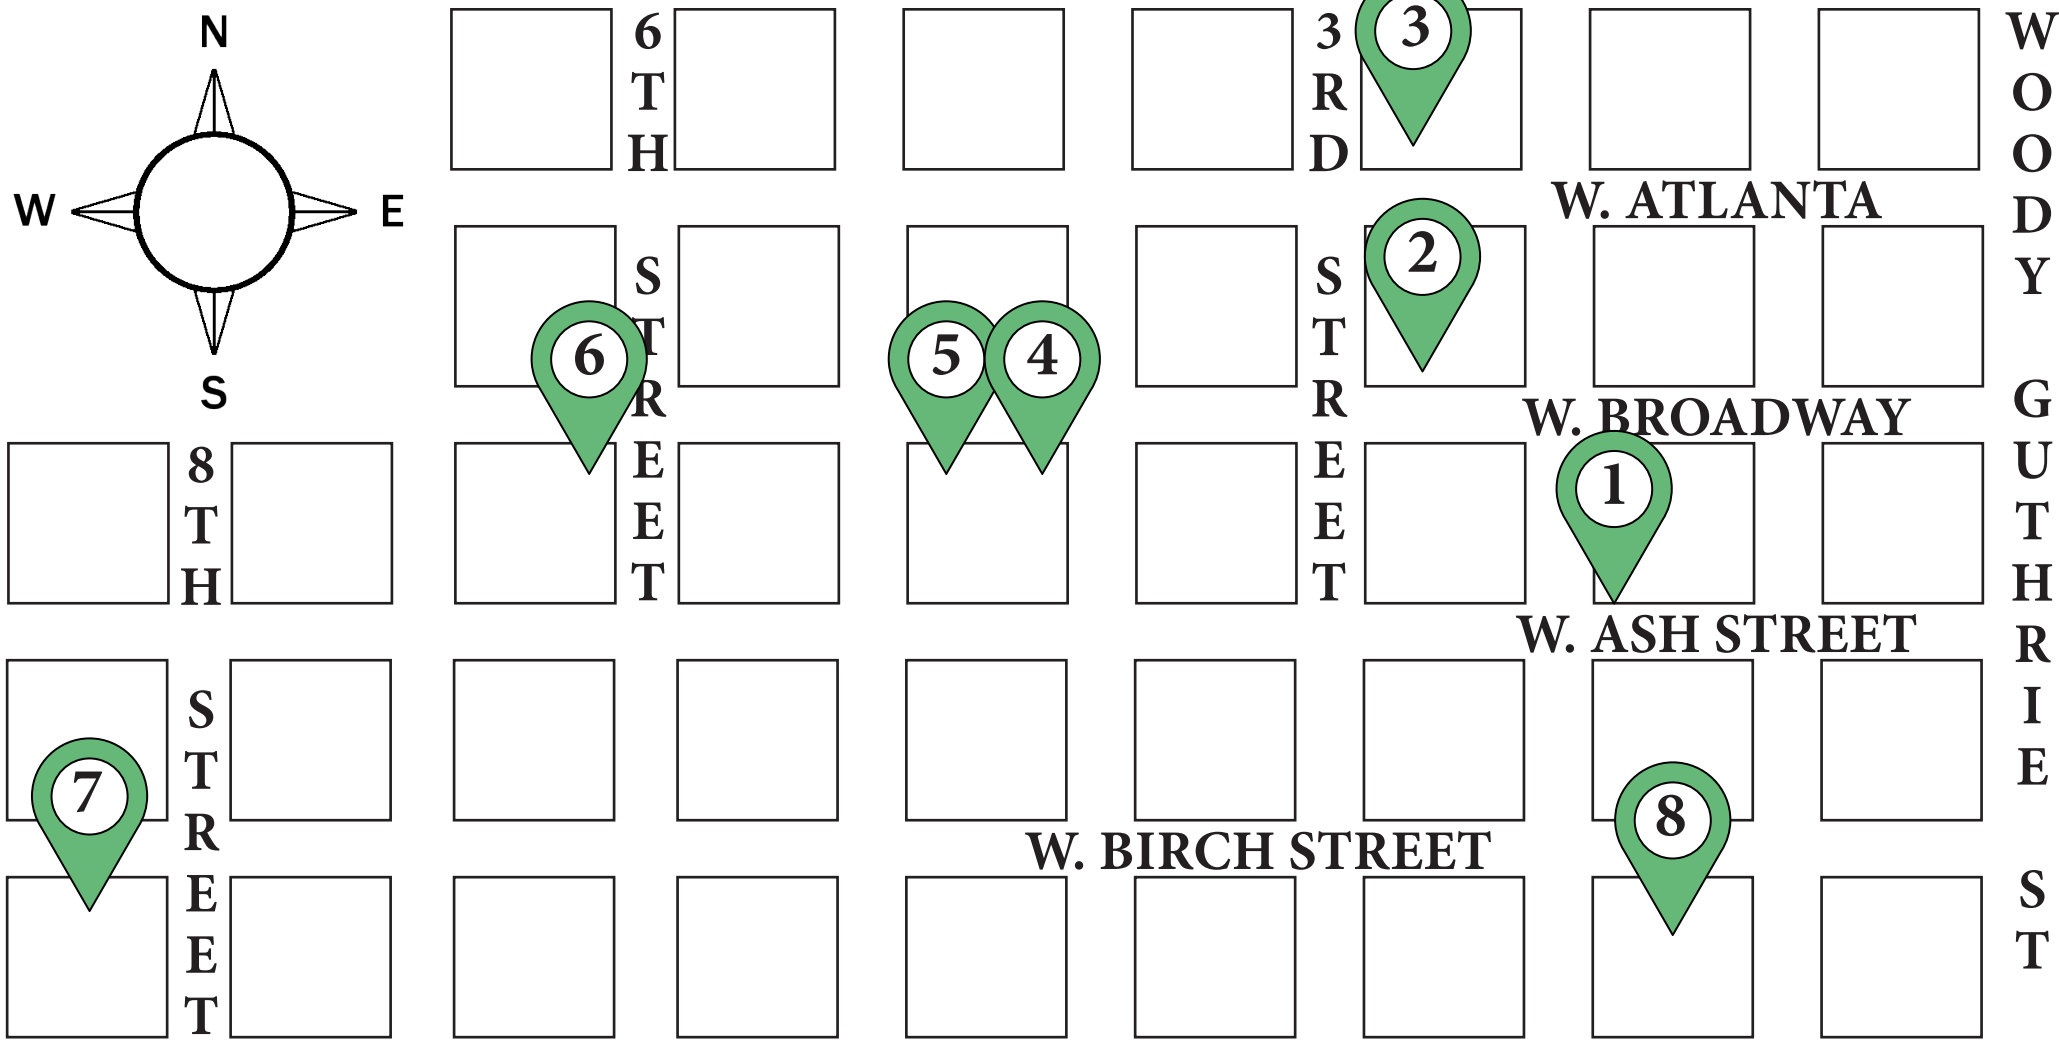 N
W
E
S
6TH STREET
3RD STREET
3
WOODY GUTHRIE ST
W. ATLANTA
2
6
5
4
W. BROADWAY
8TH STREET
1
W. ASH STREET
7
8
W. BIRCH STREET